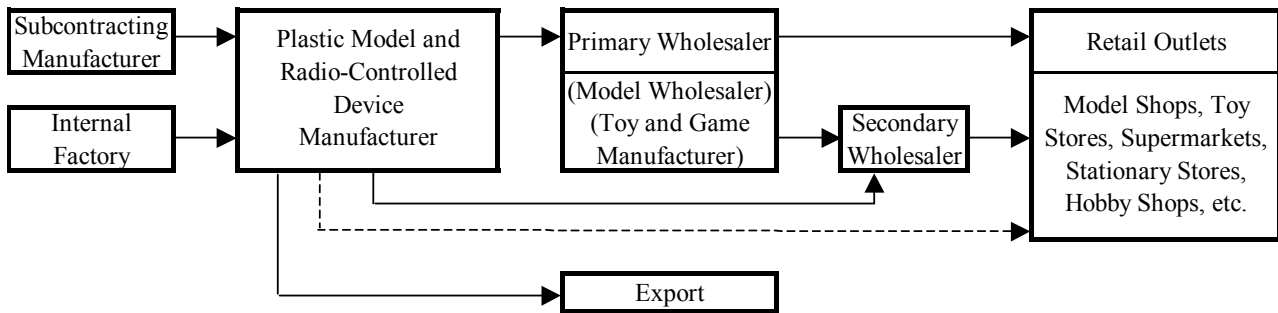 Subcontracting
Manufacturer
Internal
Factory
Plastic Model and
Radio-Controlled
Device
Manufacturer
Primary Wholesaler
(Model Wholesaler)
(Toy and Game
Manufacturer)
Secondary
Wholesaler
Retail Outlets
Model Shops, Toy
Stores, Supermarkets,
Stationary Stores,
Hobby Shops, etc.
Export